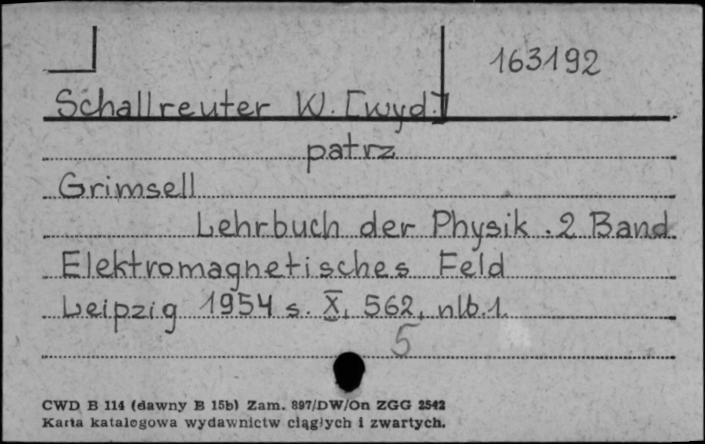 163192
Schallreuter W. [wyd.]
patrz
Grimsell
Lehrbuch der Physik . 2 Band
Elektromagnetisches Feld
Leipzig 1954 s. X, 562, nlb. 1.
5
CWD B 114 (dawny B 15b) Zam. 897/DW/On ZGG 2542
Karta katalogowa wydawnictw ciągłych i zwartych.